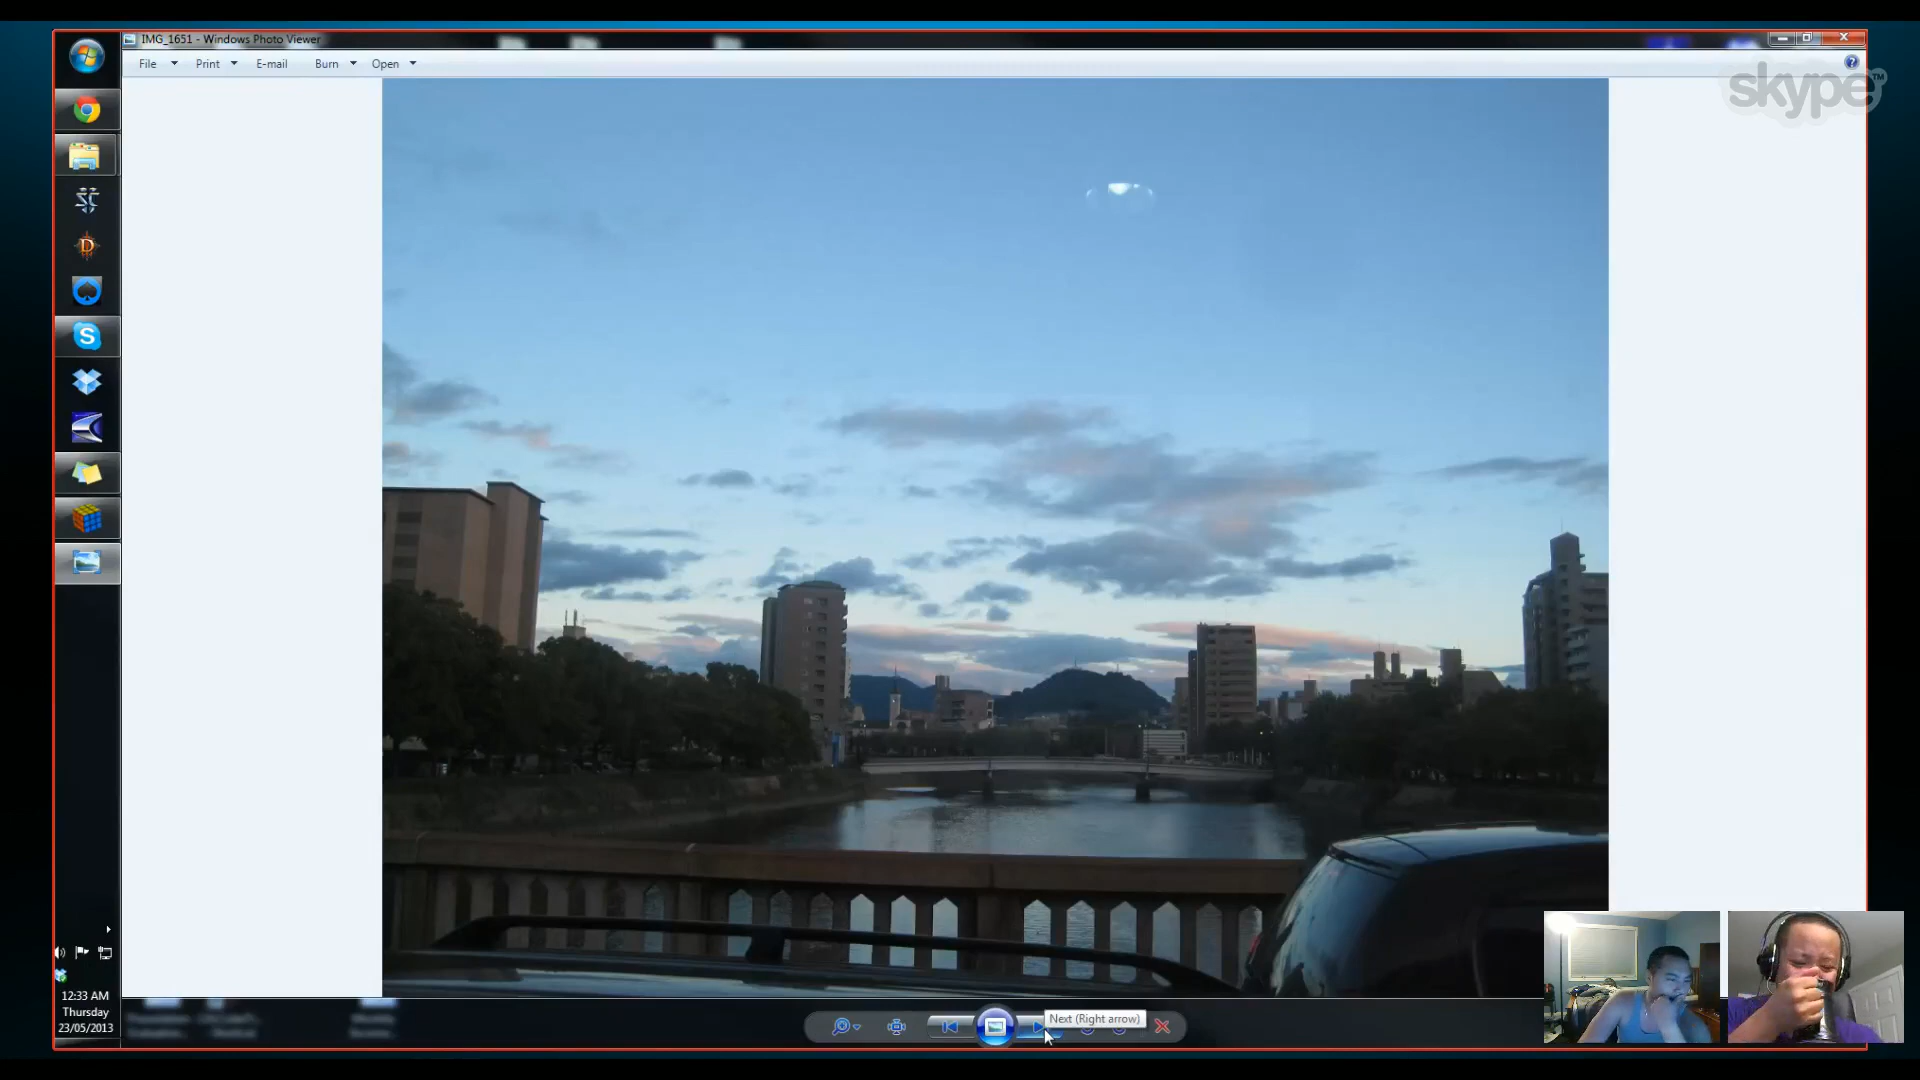 IMG_1651 - Windows Photo Viewer
File Print E-mail Burn Open
skype™
12:33 AM
Thursday
23/05/2013
Next (Right arrow)